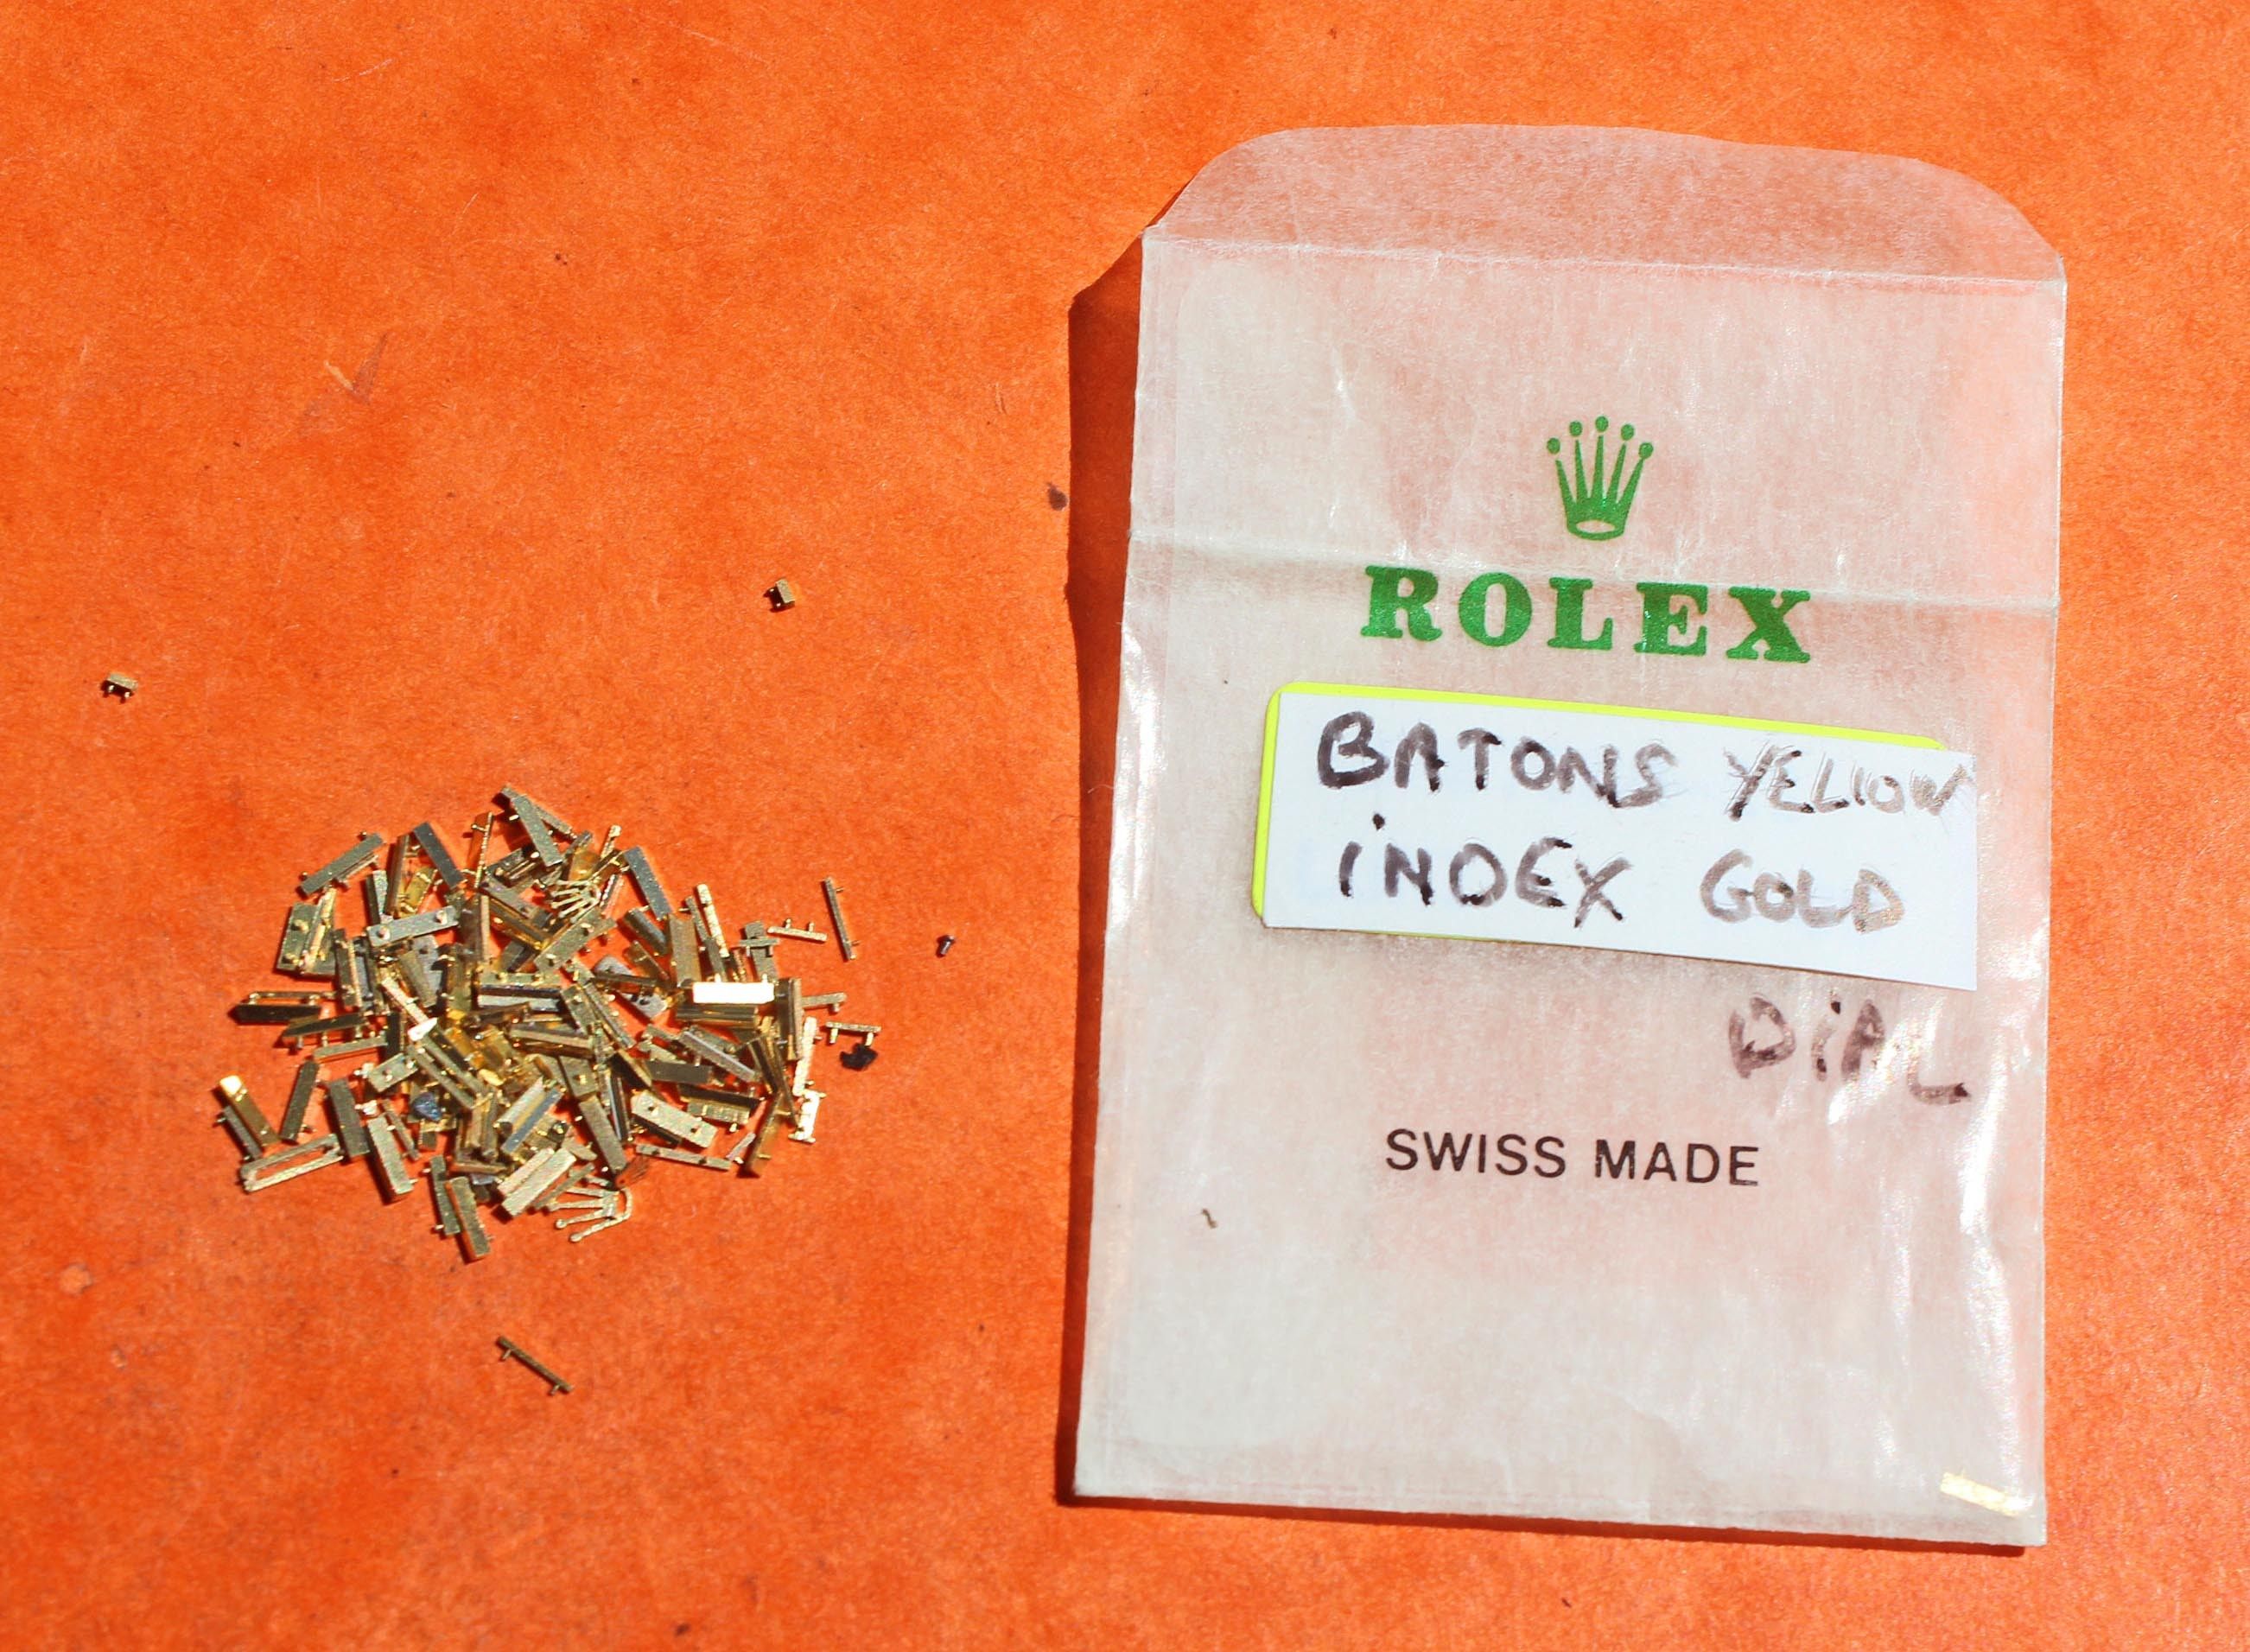 ROLEX
BATONS YELLOW
iNDEX GOLD
DiAL
SWISS MADE